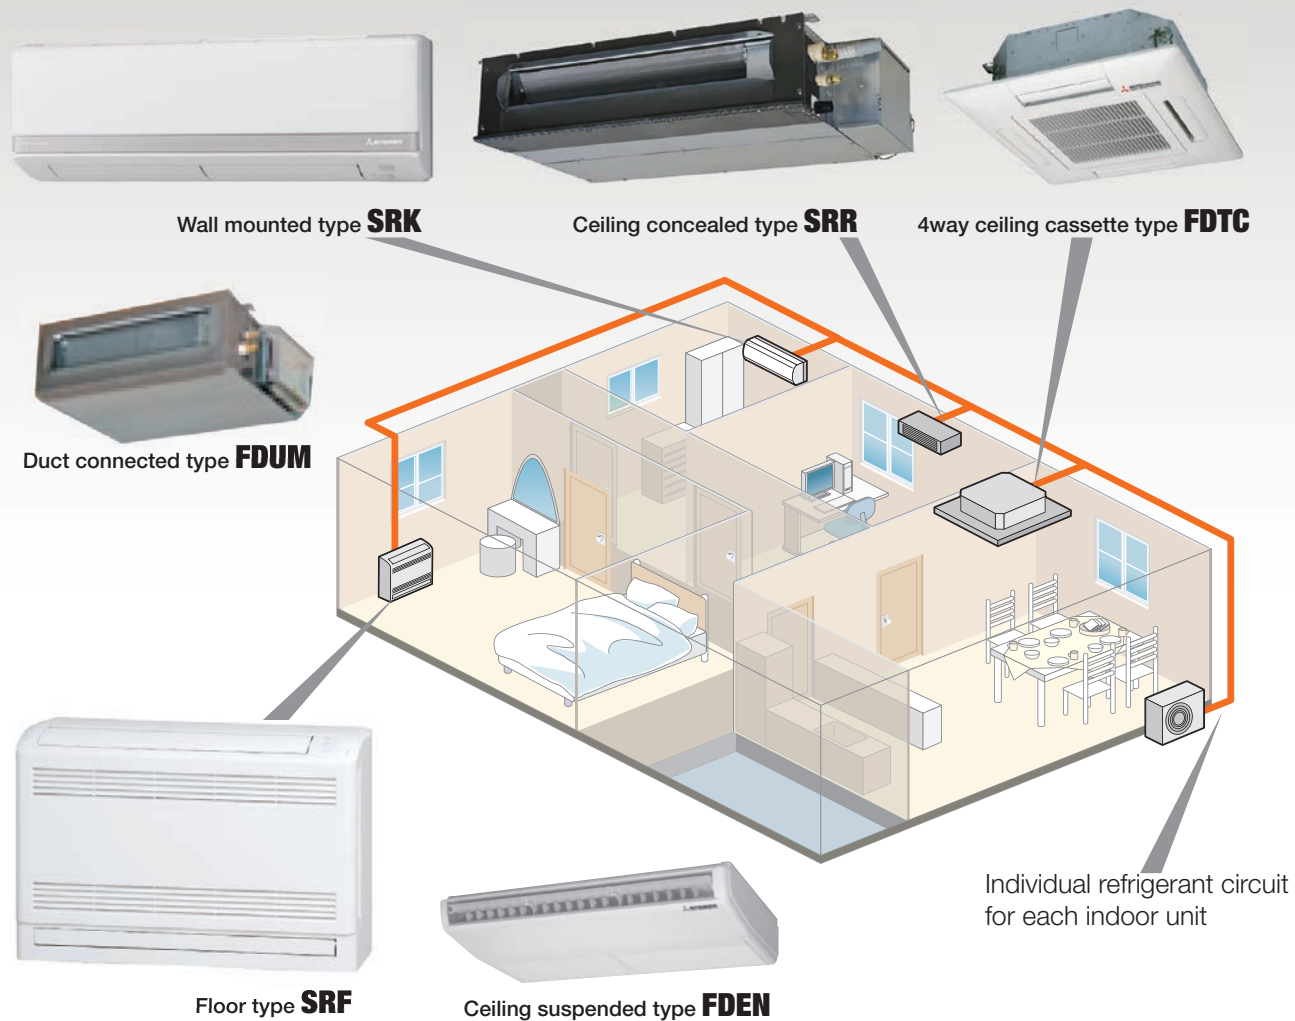 Wall mounted type SRK
Ceiling concealed type SRR
4way ceiling cassette type FDTC
Duct connected type FDUM
Individual refrigerant circuit
for each indoor unit
Floor type SRF
Ceiling suspended type FDEN